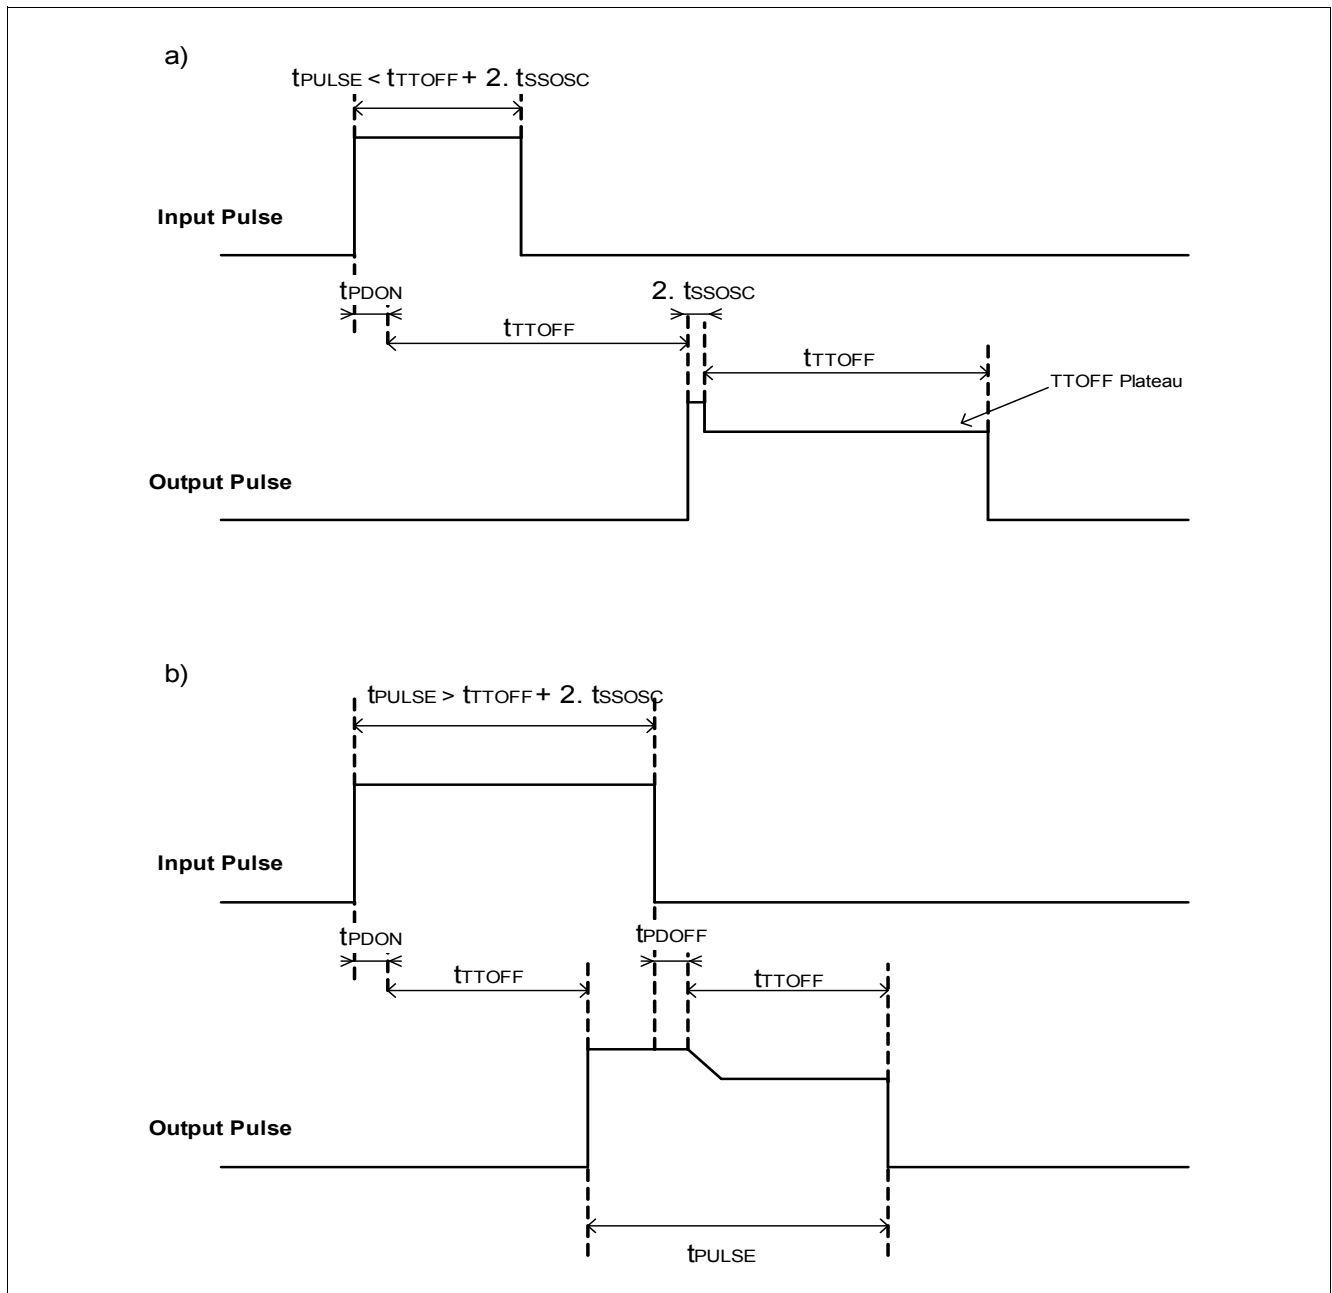 a)
tPULSE < tTTOFF + 2. tSSOSC
Input Pulse
tPDON
2. tSSOSC
tTTOFF
tTTOFF
TTOFF Plateau
Output Pulse
b)
tPULSE > tTTOFF + 2. tSSOSC
Input Pulse
tPDON
tPDOFF
tTTOFF
tTTOFF
Output Pulse
tPULSE